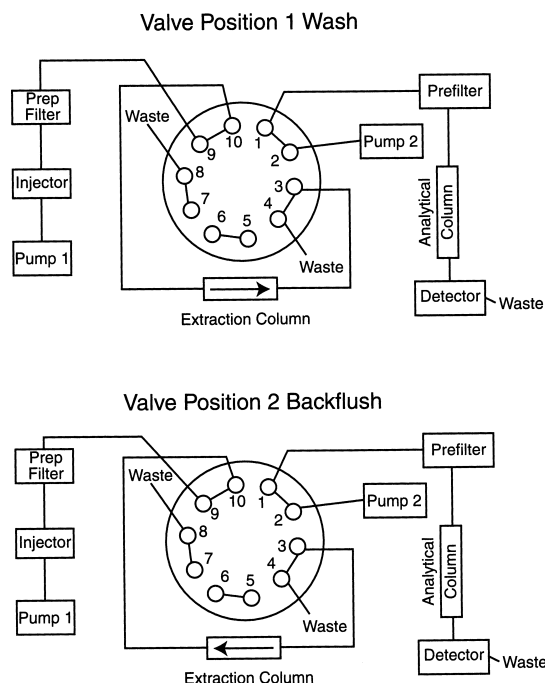 Valve Position 1 Wash
Prep
Filter
Injector
Pump 1
Waste
10
9
8
7
6
5
1
2
3
4
Pump 2
Waste
Extraction Column
Prefilter
Analytical
Column
Detector
Waste
Valve Position 2 Backflush
Prep
Filter
Injector
Pump 1
Waste
10
9
8
7
6
5
1
2
3
4
Pump 2
Waste
Extraction Column
Prefilter
Analytical
Column
Detector
Waste